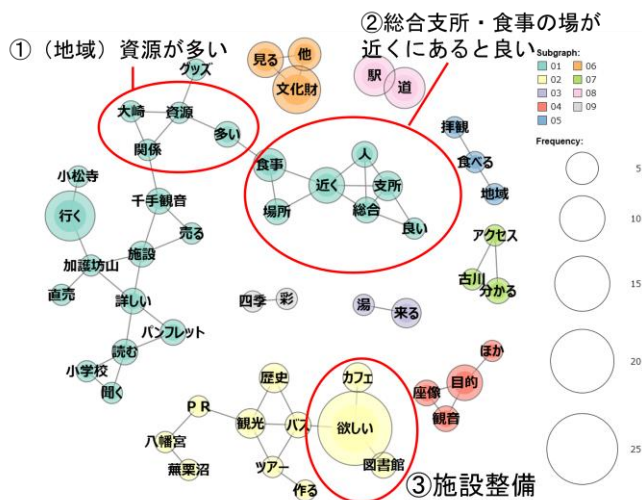 ①（地域）資源が多い
②総合支所・食事の場が
近くにあると良い
グッズ
大崎
資源
多い
関係
見る
他
文化財
駅
道
Subgraph:
01
02
03
04
05
06
07
08
09
Frequency:
5
10
15
20
25
拝観
食べる
地域
食事
人
近く
支所
場所
総合
良い
小松寺
行く
千手観音
売る
施設
加護坊山
直売
詳しい
パンフレット
読む
小学校
聞く
アクセス
古川
分かる
四季
彩
湯
来る
ほか
目的
座像
観音
歴史
カフェ
ＰＲ
観光
バス
欲しい
八幡宮
蕪栗沼
ツアー
作る
図書館
③施設整備